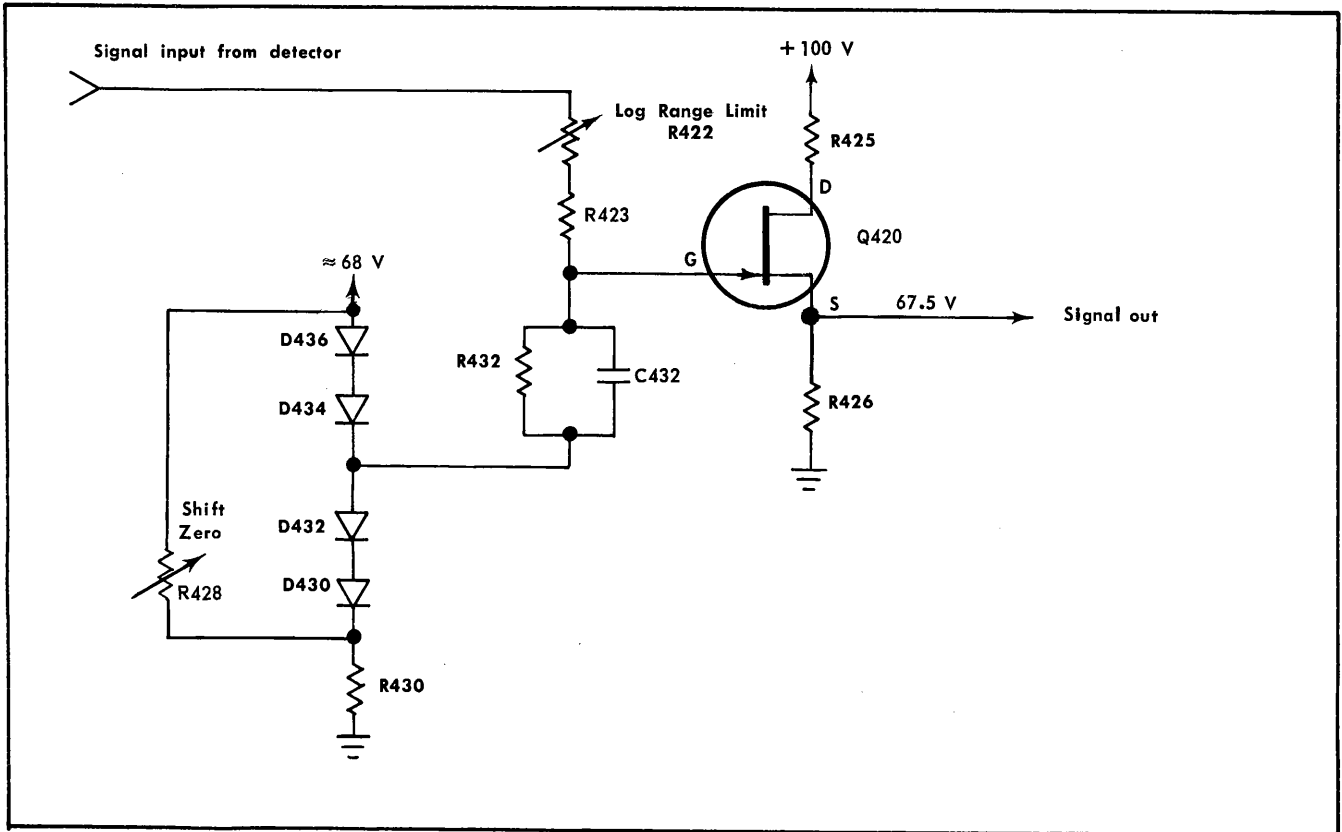 Signal input from detector
+100 V
Log Range Limit
R422
R425
D
R423
Q420
G
≈ 68 V
S
67.5 V
Signal out
D436
R432
C432
D434
R426
Shift
Zero
D432
R428
D430
R430